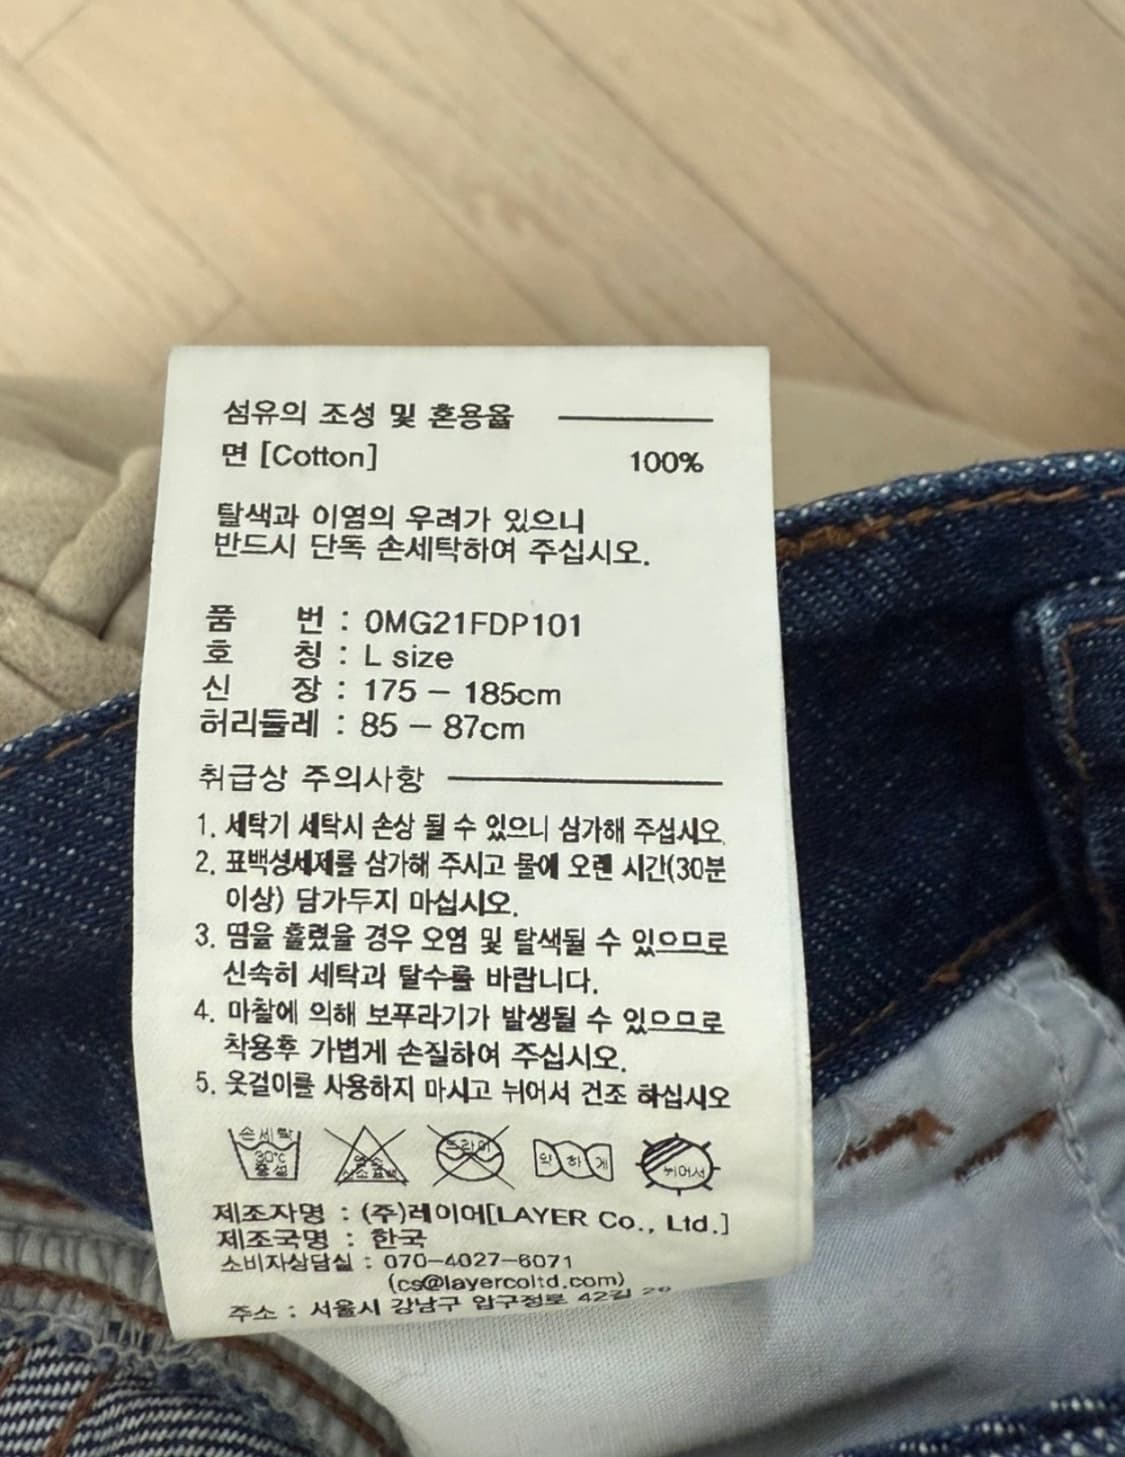 섬유의 조성 및 혼용율
면 [Cotton] 100%
탈색과 이염의 우려가 있으니
반드시 단독 손세탁하여 주십시오.
품 번 : 0MG21FDP101
호 칭 : L size
신 장 : 175 - 185cm
허리둘레 : 85 - 87cm
취급상 주의사항
1. 세탁기 세탁시 손상 될 수 있으니 삼가해 주십시오.
2. 표백성세제를 삼가해 주시고 물에 오랜 시간(30분
이상) 담가두지 마십시오.
3. 땀을 흘렸을 경우 오염 및 탈색될 수 있으므로
신속히 세탁과 탈수를 바랍니다.
4. 마찰에 의해 보푸라기가 발생될 수 있으므로
착용후 가볍게 손질하여 주십시오.
5. 옷걸이를 사용하지 마시고 뉘어서 건조 하십시오
손세탁 30℃ 중성 드라이 약하게 뉘어서
제조자명 : (주)레이어[LAYER Co., Ltd.]
제조국명 : 한국
소비자상담실 : 070-4027-6071
(cs@layercoltd.com)
주소 : 서울시 강남구 압구정로 42길